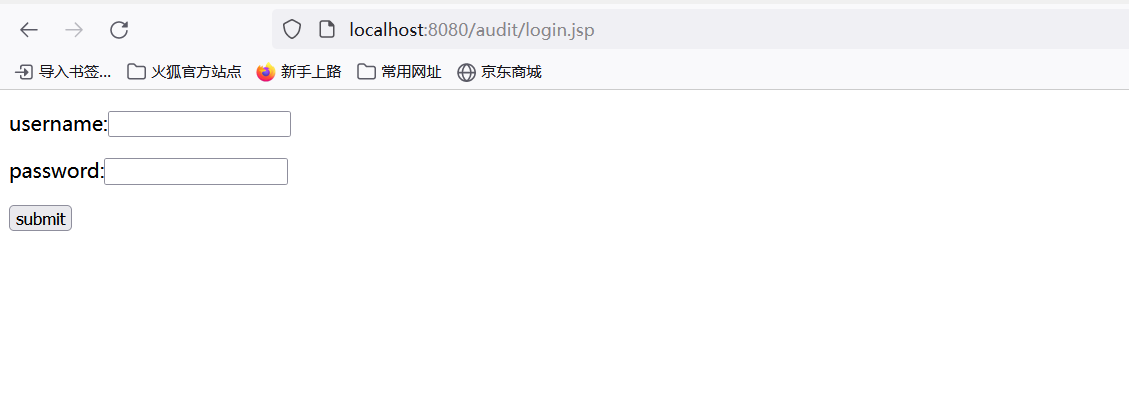 localhost:8080/audit/login.jsp
导入书签... 火狐官方站点 新手上路 常用网址 京东商城
username:
password:
submit